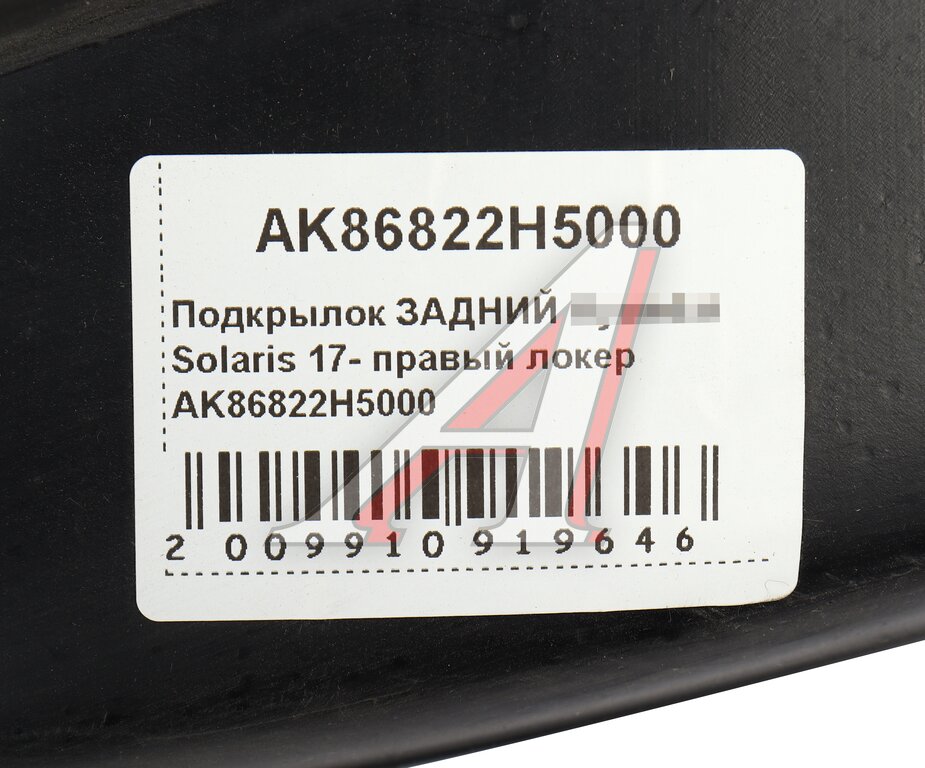 AK86822H5000
Подкрылок ЗАДНИЙ
Solaris 17- правый локер
AK86822H5000
2 009910 919646